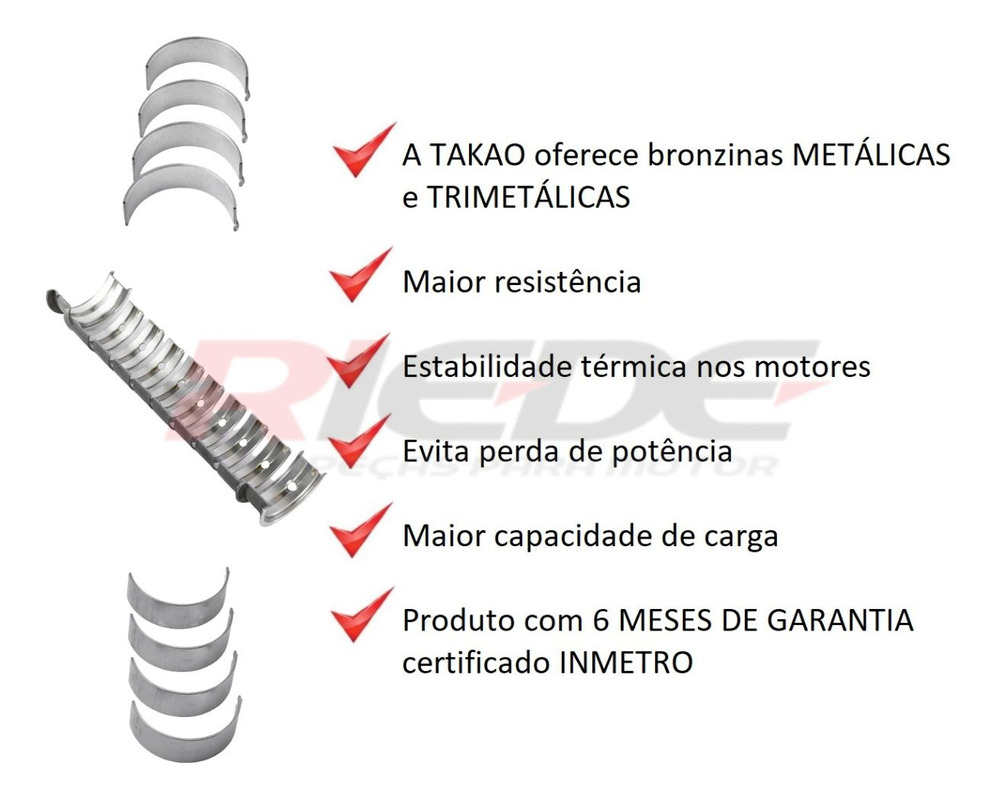 A TAKAO oferece bronzinas METÁLICAS
e TRIMETÁLICAS
Maior resistência
Estabilidade térmica nos motores
RIEDE
Evita perda de potência
PEÇAS PARA MOTOR
Maior capacidade de carga
Produto com 6 MESES DE GARANTIA
certificado INMETRO